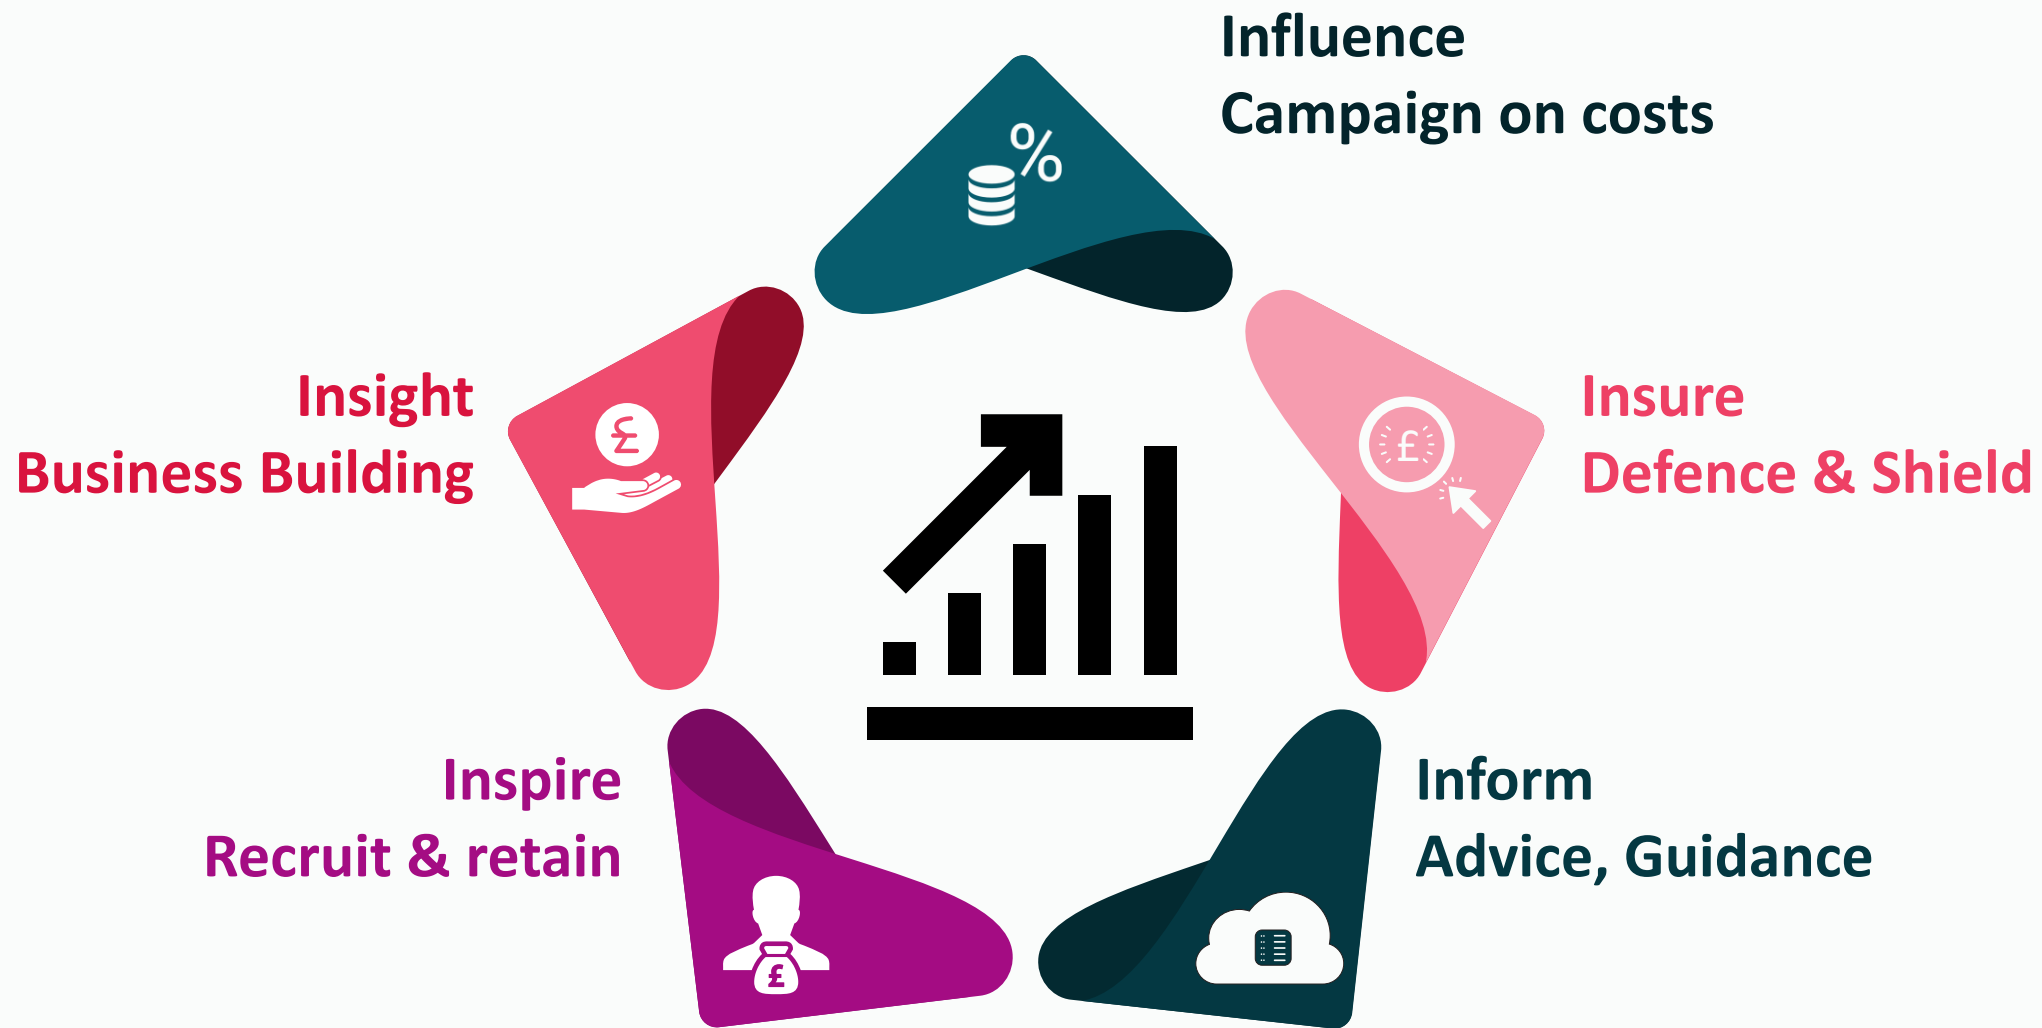 Influence
Campaign on costs
%
Insight
Business Building
£
£
Insure
Defence & Shield
Inspire
Recruit & retain
£
Inform
Advice, Guidance